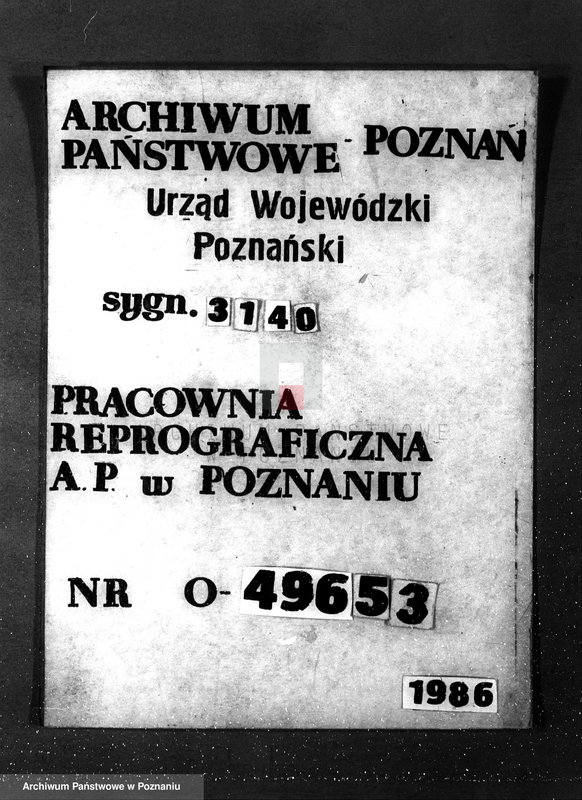 ARCHIWUM
PAŃSTWOWE - POZNAŃ
Urząd Wojewódzki
Poznański
sygn. 3140
PRACOWNIA
REPROGRAFICZNA
A.P. w POZNANIU
NR O-49653
1986
Archiwum Państwowe w Poznaniu